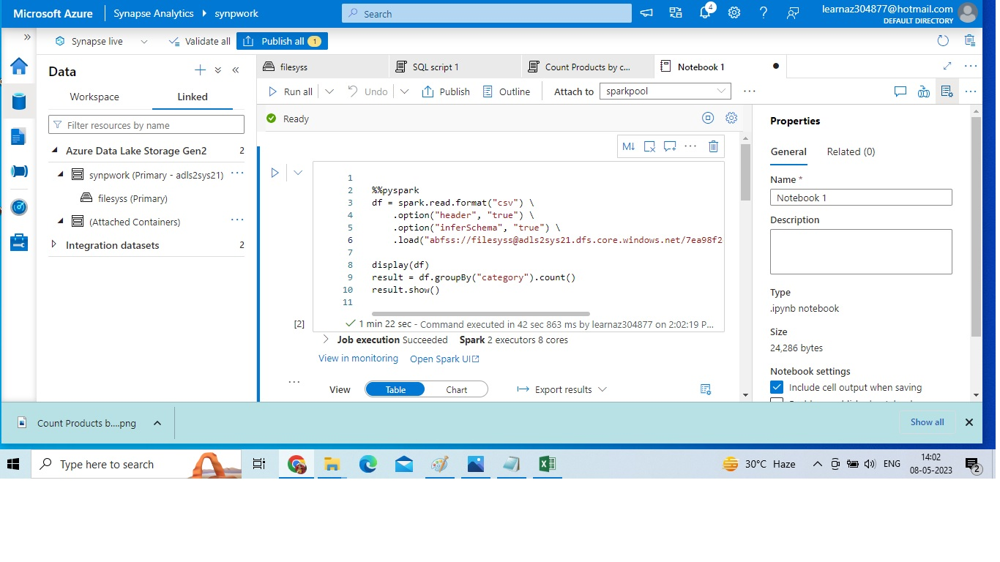 Microsoft Azure
Synapse Analytics
synpwork
Search
4
learnaz304877@hotmail.com
DEFAULT DIRECTORY
Synapse live
Validate all
Publish all 1
Data
Workspace
Linked
Filter resources by name
Azure Data Lake Storage Gen2 2
synpwork (Primary - adls2sys21)
filesyss (Primary)
(Attached Containers)
Integration datasets 2
filesyss
SQL script 1
Count Products by c...
Notebook 1
Run all
Undo
Publish
Outline
Attach to
sparkpool
Ready
M↓
1
2 %%pyspark
3 df = spark.read.format("csv") \
4 .option("header", "true") \
5 .option("inferSchema", "true") \
6 .load("abfss://filesyss@adls2sys21.dfs.core.windows.net/7ea98f2
7
8 display(df)
9 result = df.groupBy("category").count()
10 result.show()
11
[2]
1 min 22 sec - Command executed in 42 sec 863 ms by learnaz304877 on 2:02:19 P...
Job execution Succeeded Spark 2 executors 8 cores
View in monitoring
Open Spark UI
View
Table
Chart
Export results
Properties
General
Related (0)
Name *
Notebook 1
Description
Type
.ipynb notebook
Size
24,286 bytes
Notebook settings
Include cell output when saving
Count Products b....png
Show all
Type here to search
30°C Haze
ENG
14:02
08-05-2023
2